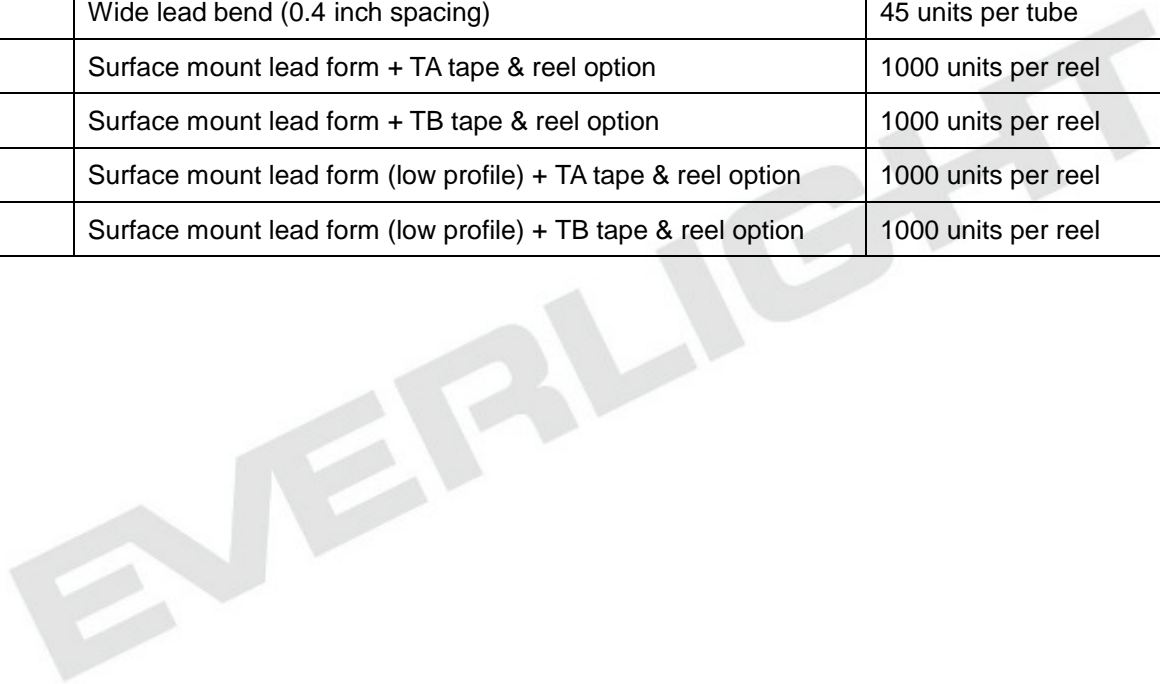 Wide lead bend (0.4 inch spacing) 45 units per tube
Surface mount lead form + TA tape & reel option 1000 units per reel
Surface mount lead form + TB tape & reel option 1000 units per reel
Surface mount lead form (low profile) + TA tape & reel option 1000 units per reel
Surface mount lead form (low profile) + TB tape & reel option 1000 units per reel
EVERLIGHT